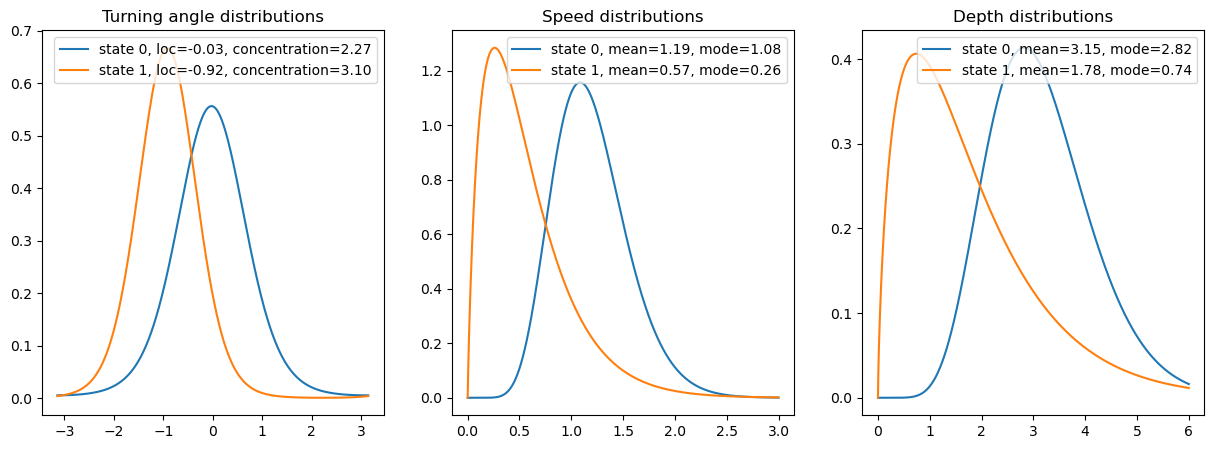 Turning angle distributions
state 0, loc=-0.03, concentration=2.27
state 1, loc=-0.92, concentration=3.10
0.7
0.6
0.5
0.4
0.3
0.2
0.1
0.0
−3 −2 −1 0 1 2 3
Speed distributions
state 0, mean=1.19, mode=1.08
state 1, mean=0.57, mode=0.26
1.2
1.0
0.8
0.6
0.4
0.2
0.0
0.0 0.5 1.0 1.5 2.0 2.5 3.0
Depth distributions
state 0, mean=3.15, mode=2.82
state 1, mean=1.78, mode=0.74
0.4
0.3
0.2
0.1
0.0
0 1 2 3 4 5 6